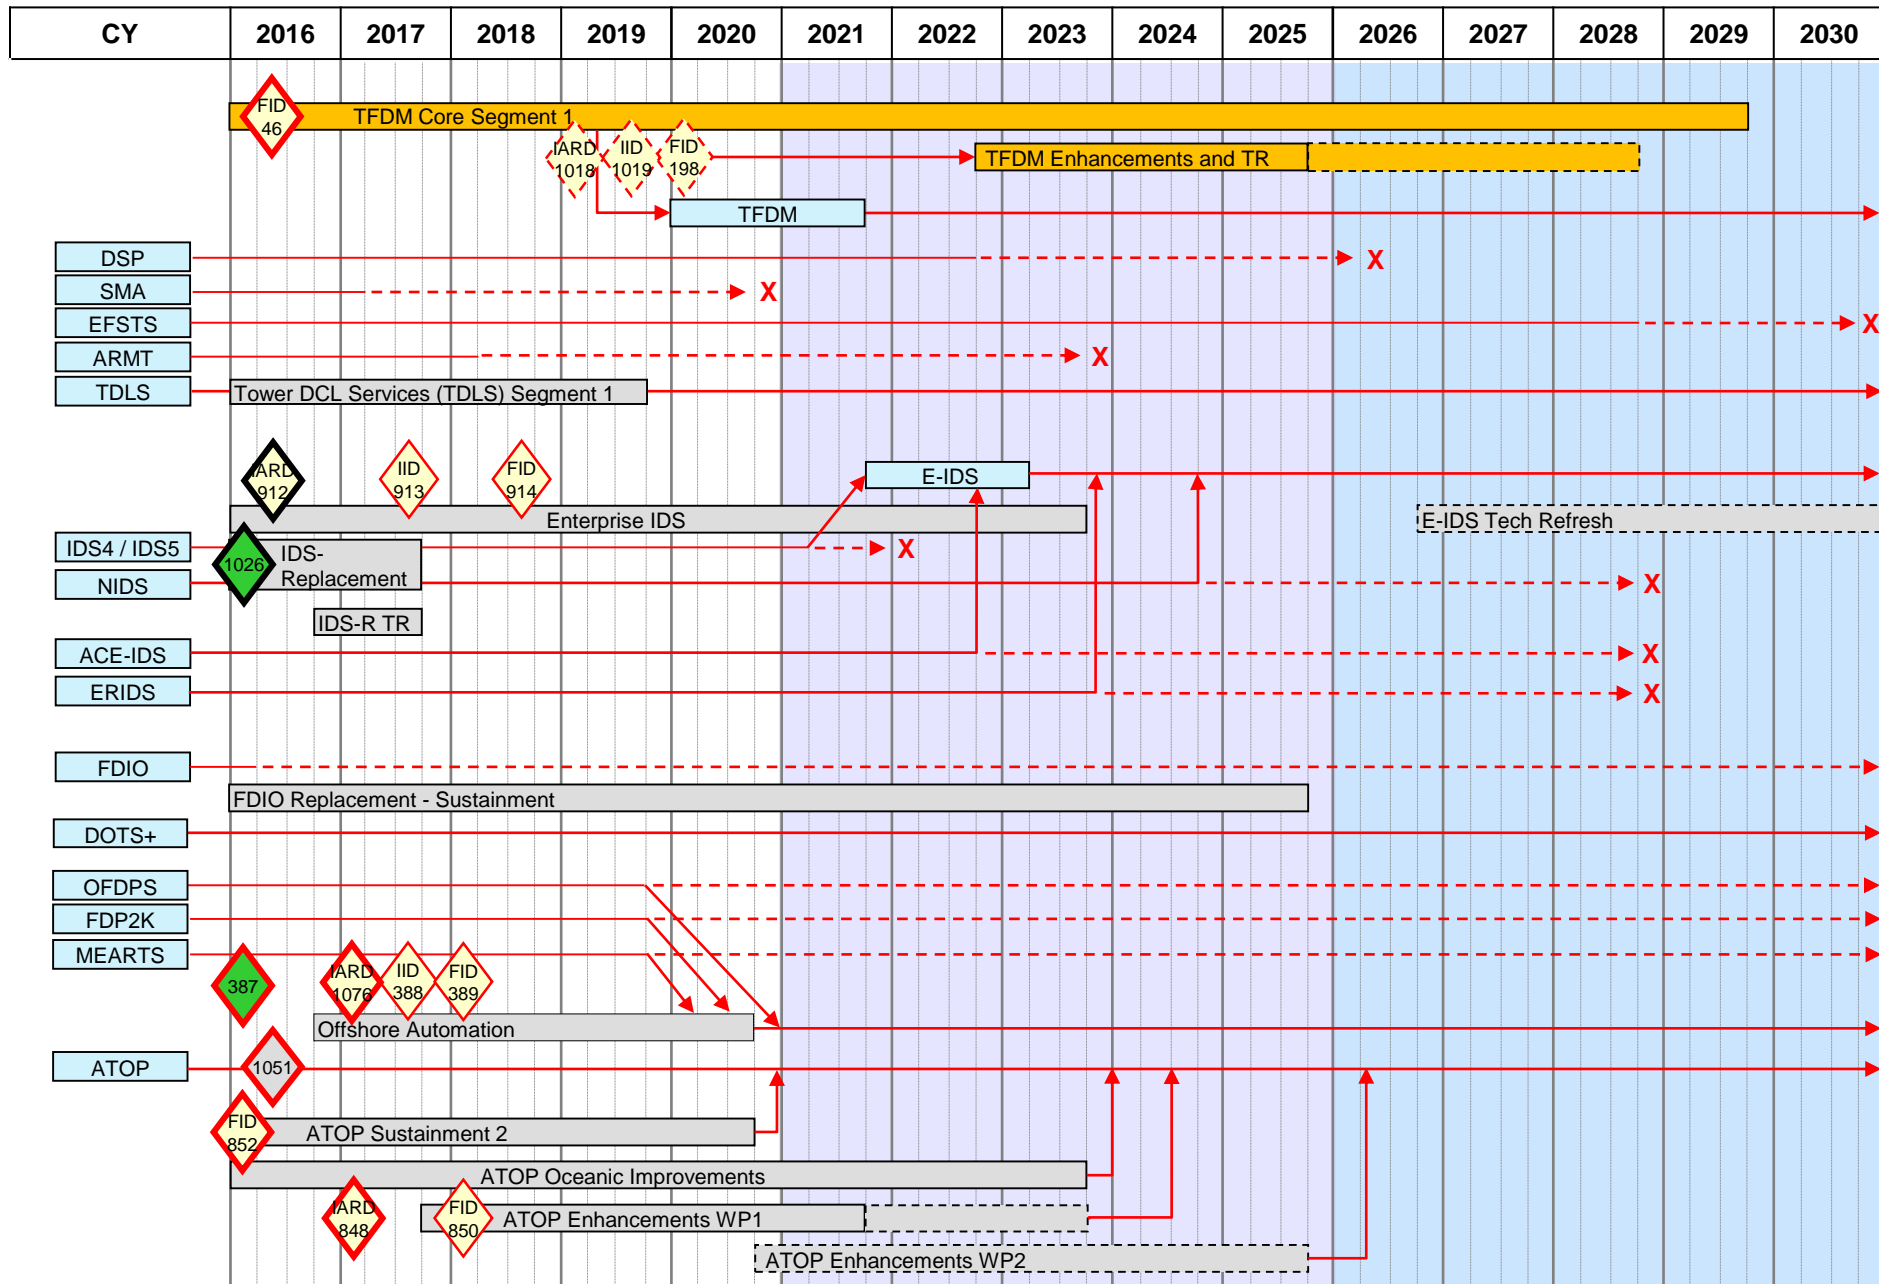 CY 2016 2017 2018 2019 2020 2021 2022 2023 2024 2025 2026 2027 2028 2029 2030
FID
46
TFDM Core Segment 1
IARD
1018
IID
1019
FID
198
TFDM Enhancements and TR
TFDM
DSP
X
SMA
X
EFSTS
X
ARMT
X
TDLS
Tower DCL Services (TDLS) Segment 1
IARD
912
IID
913
FID
914
E-IDS
Enterprise IDS
E-IDS Tech Refresh
IDS4 / IDS5
1026
IDS-
Replacement
X
NIDS
X
IDS-R TR
ACE-IDS
X
ERIDS
X
FDIO
FDIO Replacement - Sustainment
DOTS+
OFDPS
FDP2K
MEARTS
387
IARD
1076
IID
388
FID
389
Offshore Automation
ATOP
1051
FID
852
ATOP Sustainment 2
ATOP Oceanic Improvements
IARD
848
FID
850
ATOP Enhancements WP1
ATOP Enhancements WP2